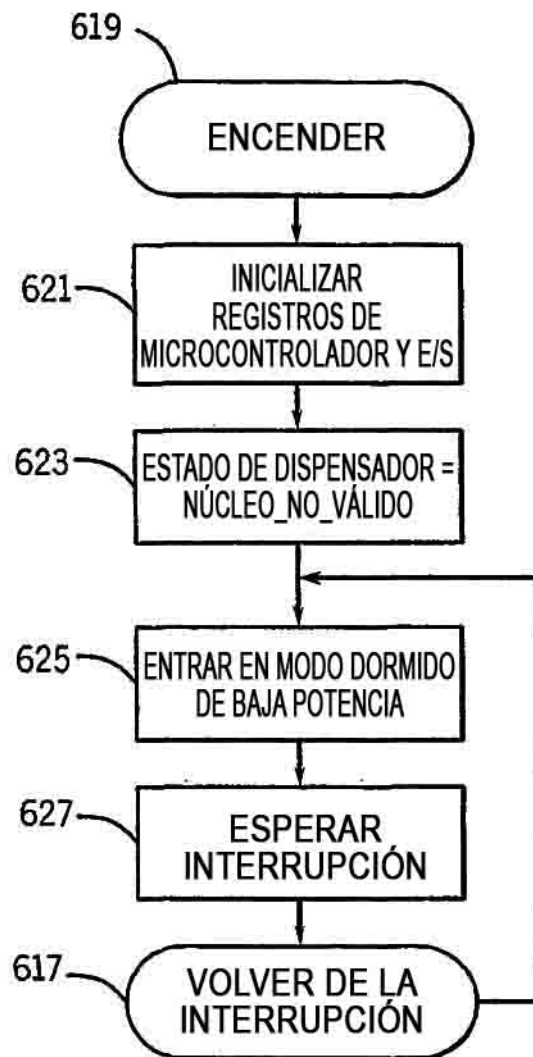 619
ENCENDER
621
INICIALIZAR
REGISTROS DE
MICROCONTROLADOR Y E/S
623
ESTADO DE DISPENSADOR =
NÚCLEO_NO_VÁLIDO
625
ENTRAR EN MODO DORMIDO
DE BAJA POTENCIA
627
ESPERAR
INTERRUPCIÓN
617
VOLVER DE LA
INTERRUPCIÓN